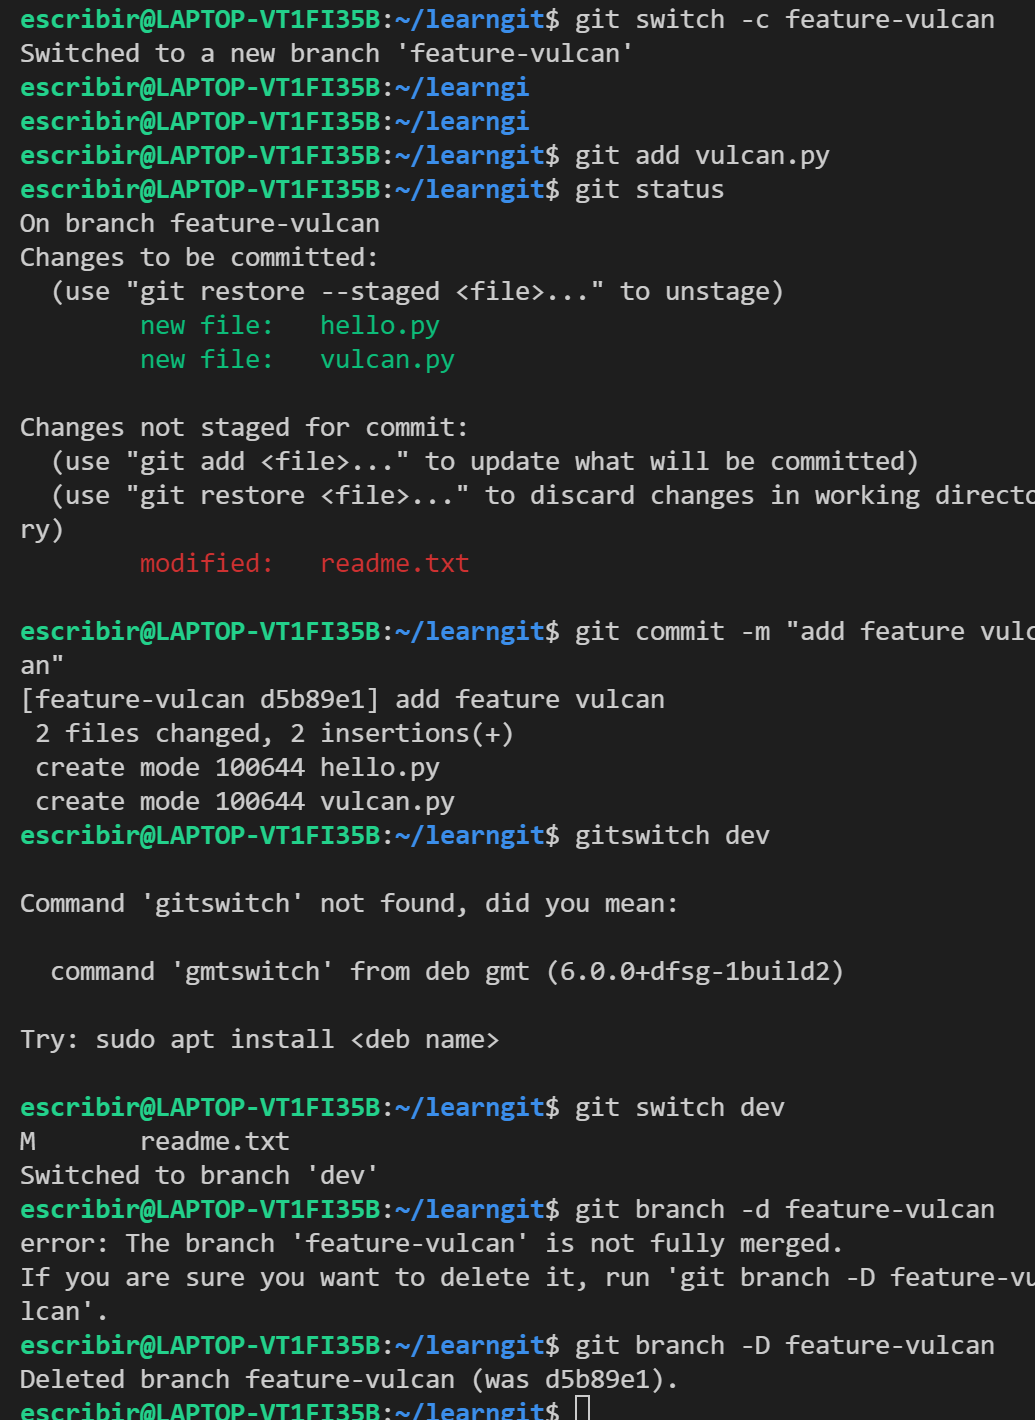 escribir@LAPTOP-VT1FI35B:~/learngit$ git switch -c feature-vulcan
Switched to a new branch 'feature-vulcan'
escribir@LAPTOP-VT1FI35B:~/learngi
escribir@LAPTOP-VT1FI35B:~/learngi
escribir@LAPTOP-VT1FI35B:~/learngit$ git add vulcan.py
escribir@LAPTOP-VT1FI35B:~/learngit$ git status
On branch feature-vulcan
Changes to be committed:
  (use "git restore --staged <file>..." to unstage)
        new file:   hello.py
        new file:   vulcan.py

Changes not staged for commit:
  (use "git add <file>..." to update what will be committed)
  (use "git restore <file>..." to discard changes in working directo
ry)
        modified:   readme.txt

escribir@LAPTOP-VT1FI35B:~/learngit$ git commit -m "add feature vulc
an"
[feature-vulcan d5b89e1] add feature vulcan
 2 files changed, 2 insertions(+)
 create mode 100644 hello.py
 create mode 100644 vulcan.py
escribir@LAPTOP-VT1FI35B:~/learngit$ gitswitch dev

Command 'gitswitch' not found, did you mean:

  command 'gmtswitch' from deb gmt (6.0.0+dfsg-1build2)

Try: sudo apt install <deb name>

escribir@LAPTOP-VT1FI35B:~/learngit$ git switch dev
M       readme.txt
Switched to branch 'dev'
escribir@LAPTOP-VT1FI35B:~/learngit$ git branch -d feature-vulcan
error: The branch 'feature-vulcan' is not fully merged.
If you are sure you want to delete it, run 'git branch -D feature-vu
lcan'.
escribir@LAPTOP-VT1FI35B:~/learngit$ git branch -D feature-vulcan
Deleted branch feature-vulcan (was d5b89e1).
escribir@LAPTOP-VT1FI35B:~/learngit$